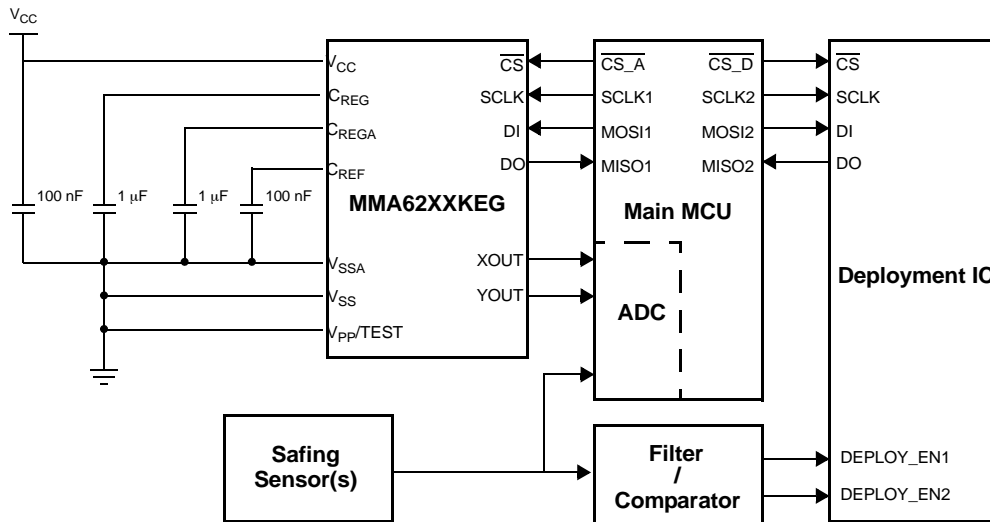 VCC
VCC
CREG
CREGA
CREF
100 nF
1 μF
1 μF
100 nF
VSSA
VSS
VPP/TEST
CS
SCLK
DI
DO
MMA62XXKEG
XOUT
YOUT
CS_A
SCLK1
MOSI1
MISO1
CS_D
SCLK2
MOSI2
MISO2
Main MCU
ADC
CS
SCLK
DI
DO
Deployment IC
DEPLOY_EN1
DEPLOY_EN2
Safing
Sensor(s)
Filter
/
Comparator